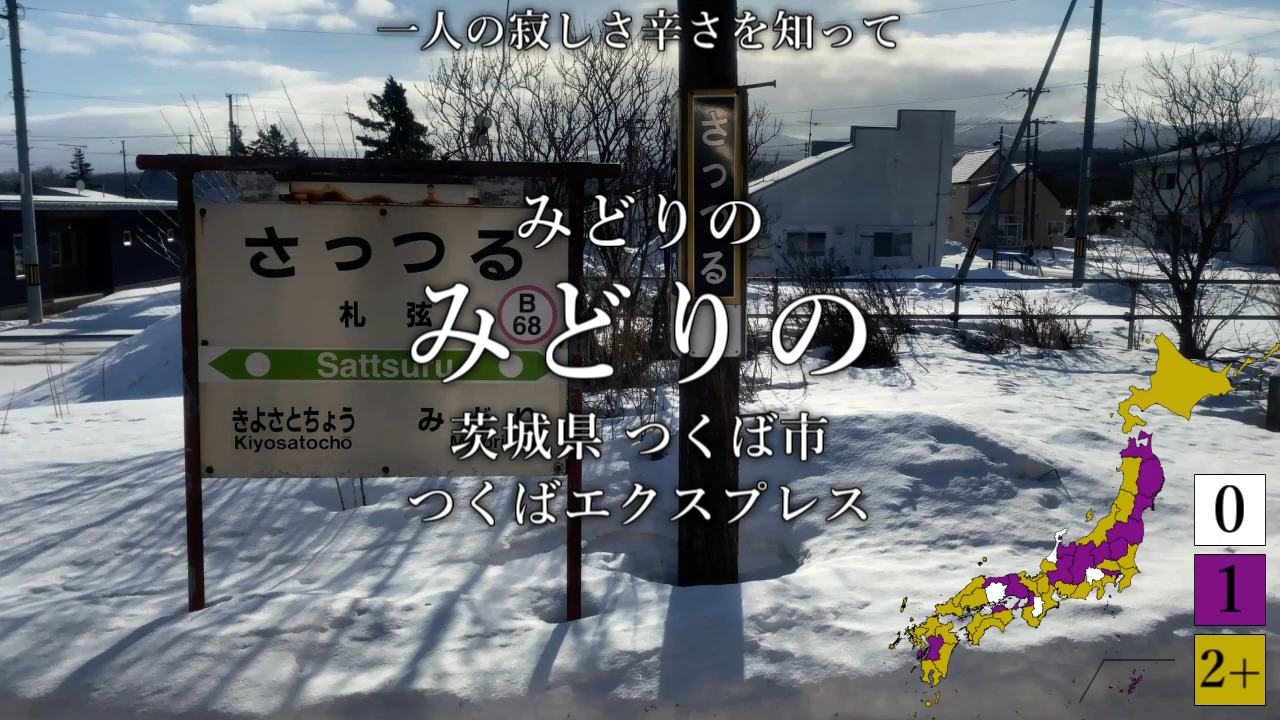 一人の寂しさ辛さを知って
さっつる
みどりの
さっつる
札弦
B
68
みどりの
Sattsuru
きよさとちょう
Kiyosatochō
茨城県 つくば市
つくばエクスプレス
0
1
2+